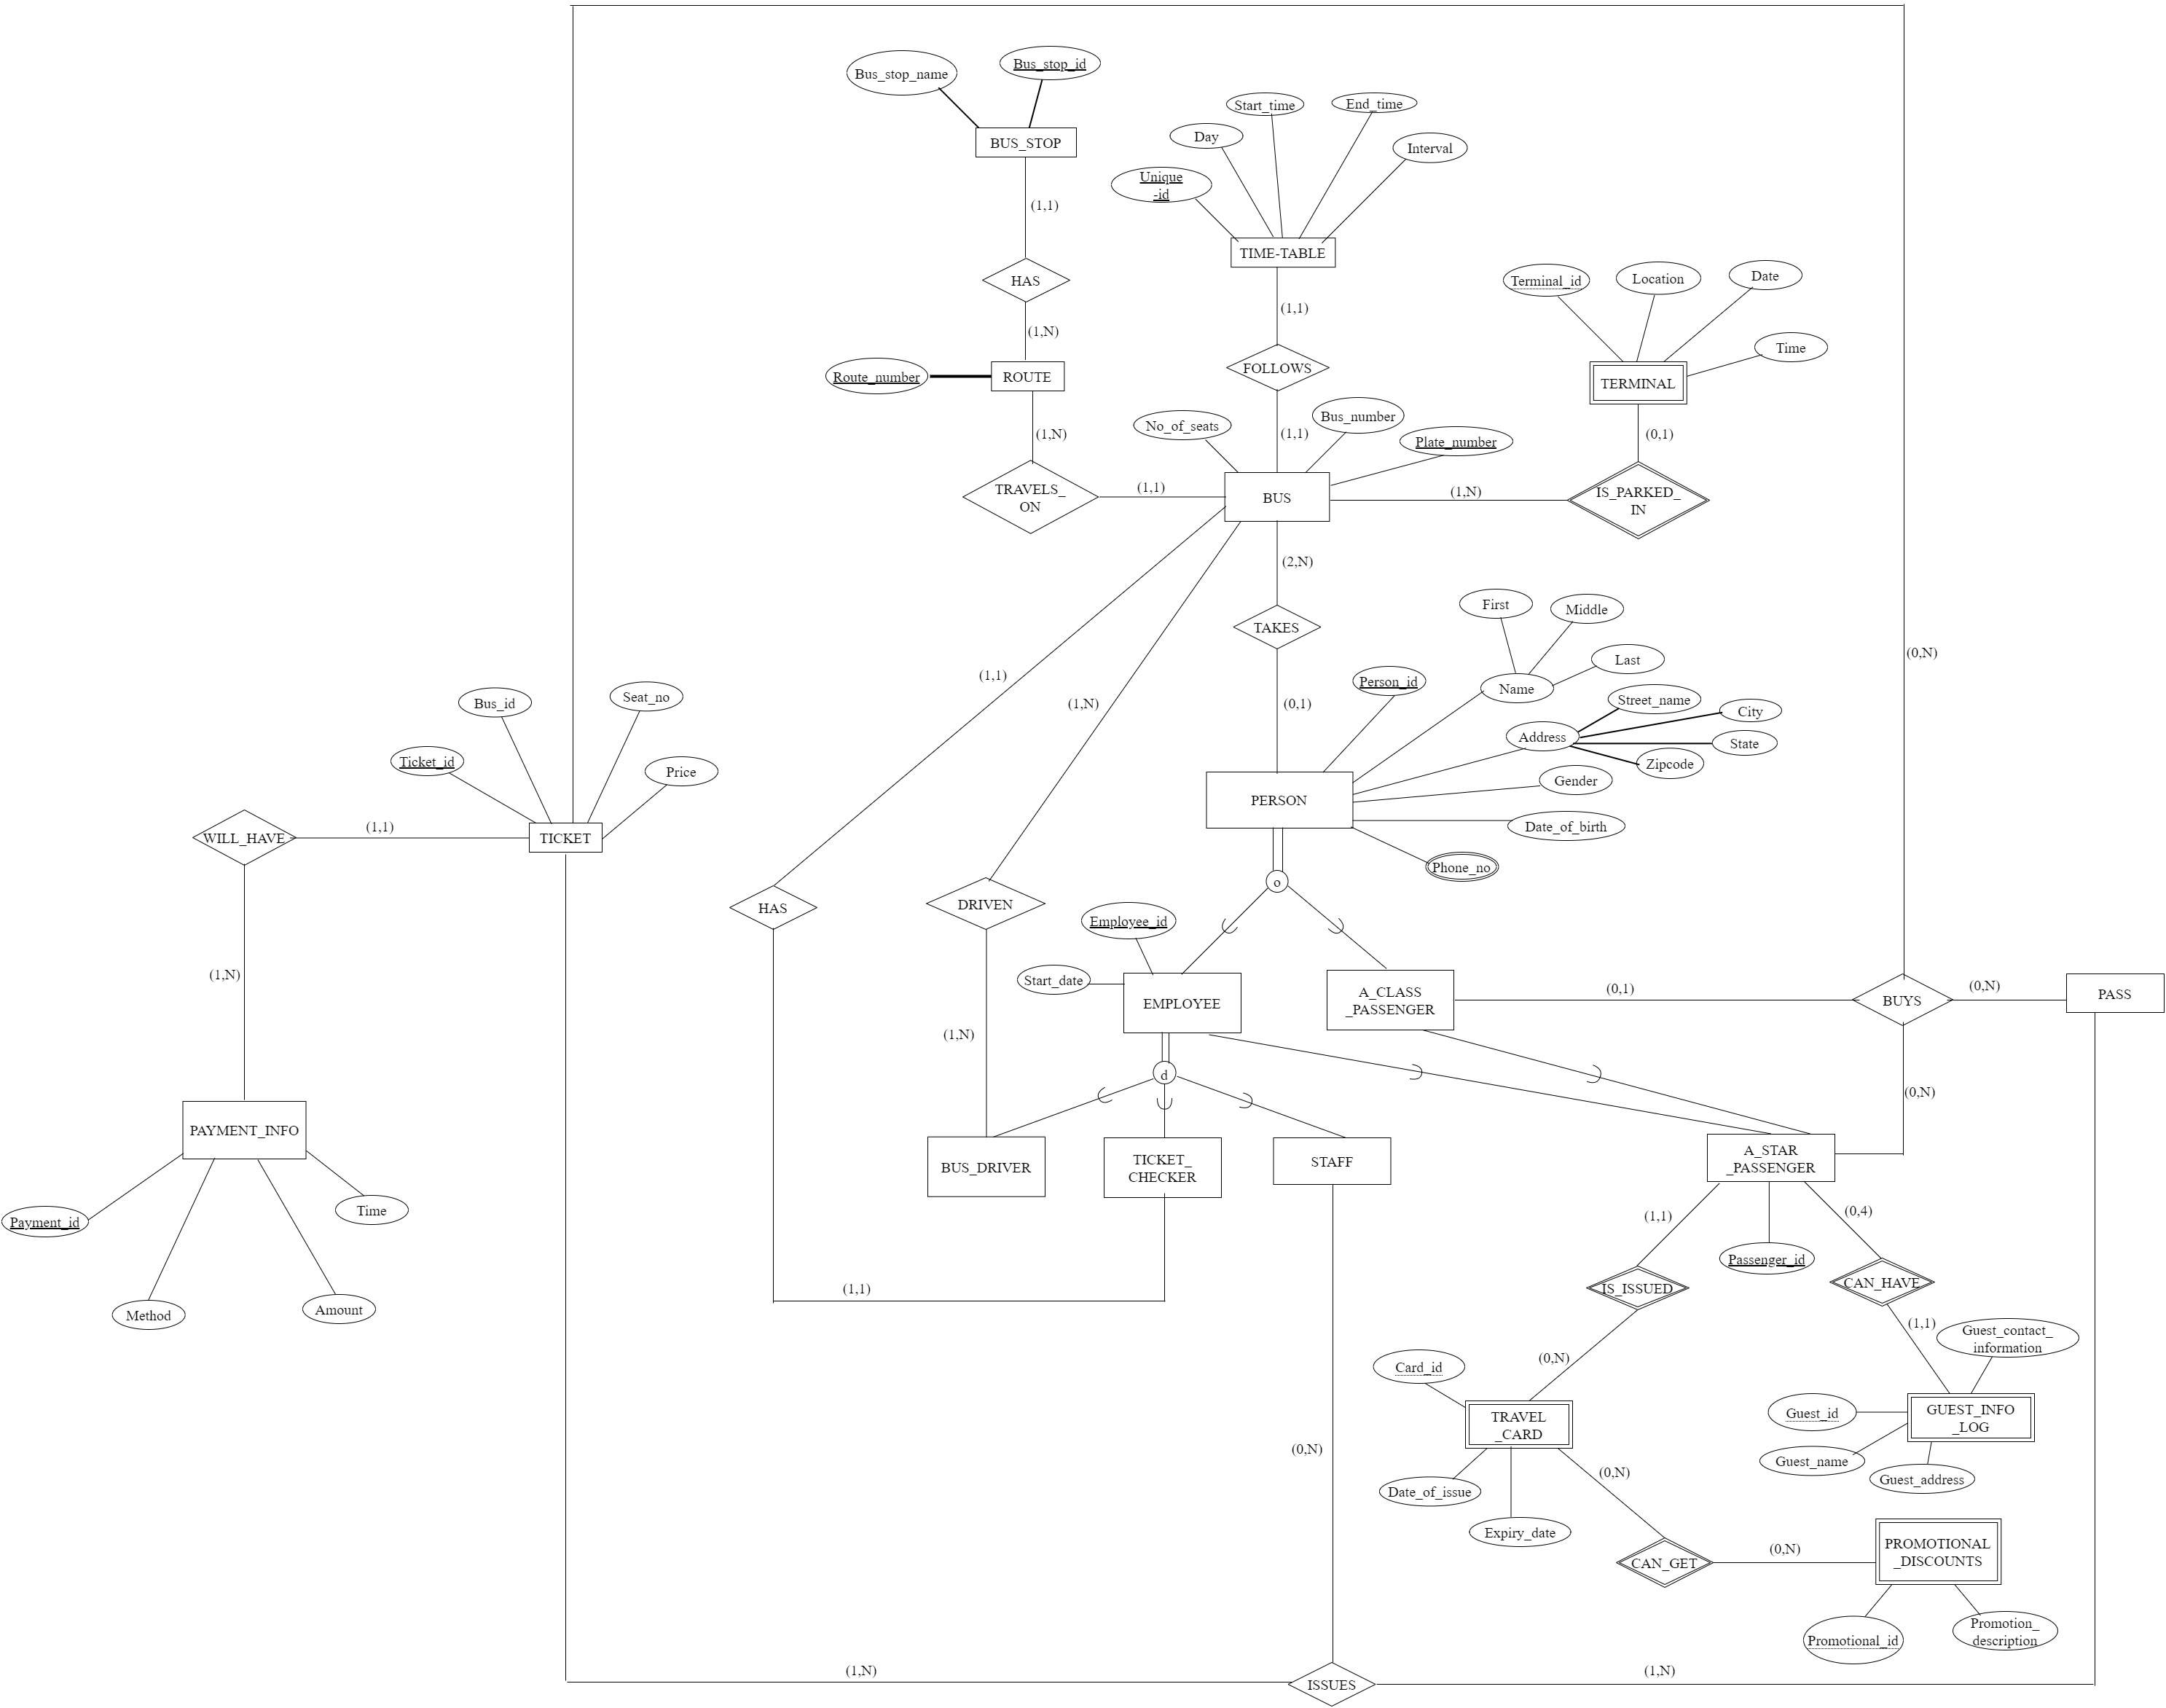 Bus_stop_name
Bus_stop_id
BUS_STOP
(1,1)
HAS
(1,N)
Route_number
ROUTE
(1,N)
TRAVELS_
ON
(1,1)
Start_time
End_time
Day
Interval
Unique
-id
TIME-TABLE
(1,1)
FOLLOWS
(1,1)
No_of_seats
Bus_number
Plate_number
BUS
(1,N)
IS_PARKED_
IN
(0,1)
Terminal_id
Location
Date
Time
TERMINAL
(2,N)
TAKES
(0,1)
First
Middle
Last
Name
Person_id
Street_name
City
Address
State
Zipcode
Gender
Date_of_birth
Phone_no
PERSON
o
(0,N)
(1,1)
(1,N)
Bus_id
Seat_no
Ticket_id
Price
TICKET
(1,1)
WILL_HAVE
(1,N)
PAYMENT_INFO
Payment_id
Time
Method
Amount
HAS
DRIVEN
(1,N)
Employee_id
Start_date
EMPLOYEE
A_CLASS
_PASSENGER
(0,1)
BUYS
(0,N)
PASS
(0,N)
d
BUS_DRIVER
TICKET_
CHECKER
STAFF
A_STAR
_PASSENGER
(1,1)
(1,1)
Passenger_id
(0,4)
IS_ISSUED
CAN_HAVE
(0,N)
(1,1)
Guest_contact_
information
Card_id
TRAVEL
_CARD
Guest_id
GUEST_INFO
_LOG
Guest_name
Guest_address
(0,N)
(0,N)
Date_of_issue
Expiry_date
CAN_GET
(0,N)
PROMOTIONAL
_DISCOUNTS
Promotional_id
Promotion_
description
(1,N)
ISSUES
(1,N)